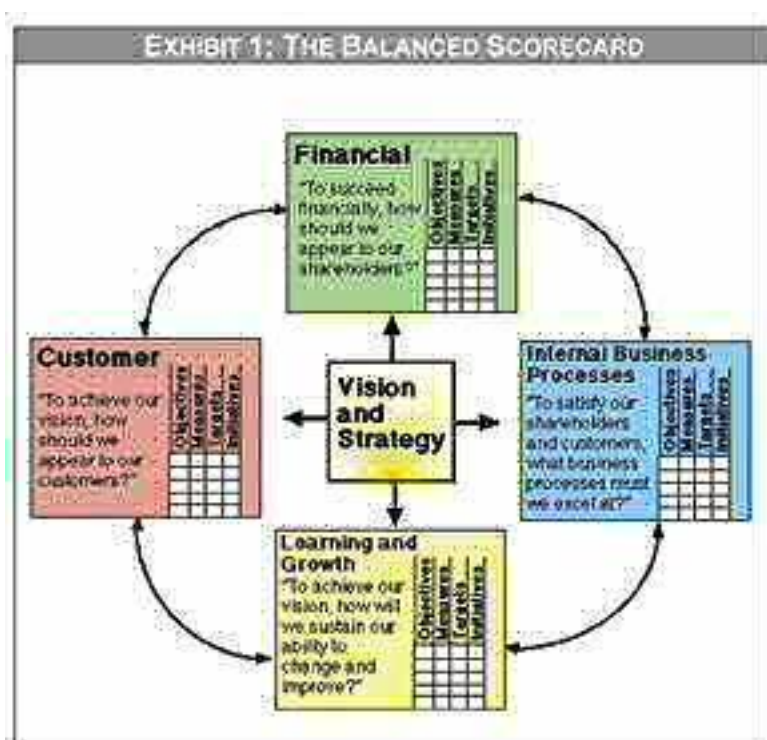 EXHIBIT 1: THE BALANCED SCORECARD
Financial
"To succeed
financially, how
should we
appear to our
shareholders?"
Objectives
Measures
Targets
Initiatives
Customer
"To achieve our
vision, how
should we
appear to our
customers?"
Objectives
Measures
Targets
Initiatives
Vision
and
Strategy
Internal Business
Processes
"To satisfy our
shareholders
and customers,
what business
processes must
we excel at?"
Objectives
Measures
Targets
Initiatives
Learning and
Growth
"To achieve our
vision, how will
we sustain our
ability to
change and
improve?"
Objectives
Measures
Targets
Initiatives